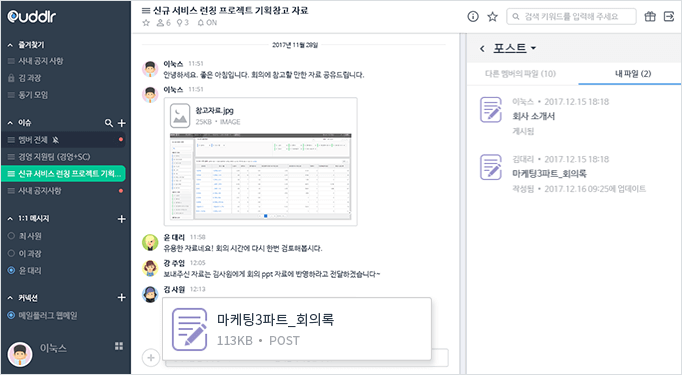 Cuddlr
즐겨찾기
사내 공지 사항
김 과장
동기 모임
이슈
멤버 전체
경영 지원팀 (경영+SC)
신규 서비스 런칭 프로젝트 기획...
사내 공지사항
1:1 메시지
최 사원
이 과장
윤 대리
커넥션
메일플러그 웹메일
이눅스
신규 서비스 런칭 프로젝트 기획참고 자료
6 3 ON
검색 키워드를 입력해 주세요
2017년 11월 28일
이눅스 11:51
안녕하세요. 좋은 아침입니다. 회의에 참고할 만한 자료 공유드립니다.
이눅스 11:51
참고자료.jpg
25KB • IMAGE
윤 대리 11:58
유용한 자료네요! 회의 시간에 다시 한번 검토해봅시다.
강 주임 12:05
보내주신 자료는 김사원에게 회의 ppt 자료에 반영하라고 전달하겠습니다~
김 사원 12:13
마케팅3파트_회의록
113KB • POST
포스트
다른 멤버의 파일 (10)
내 파일 (2)
이눅스 • 2017.12.15 18:18
회사 소개서
게시됨
김대리 • 2017.12.15 18:18
마케팅3파트_회의록
작성됨 • 2017.12.16 09:25에 업데이트